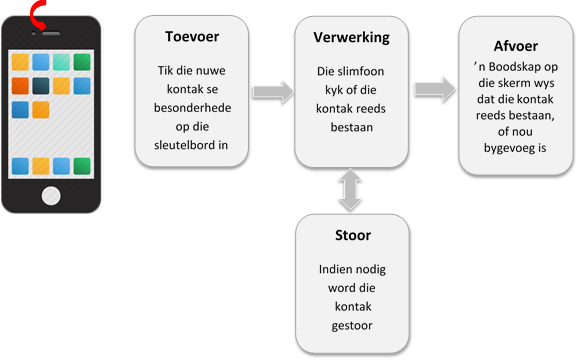 Toevoer
Tik die nuwe
kontak se
besonderhede
op die
sleutelbord in
Verwerking
Die slimfoon
kyk of die
kontak reeds
bestaan
Afvoer
’n Boodskap op
die skerm wys
dat die kontak
reeds bestaan,
of nou
bygevoeg is
Stoor
Indien nodig
word die
kontak
gestoor